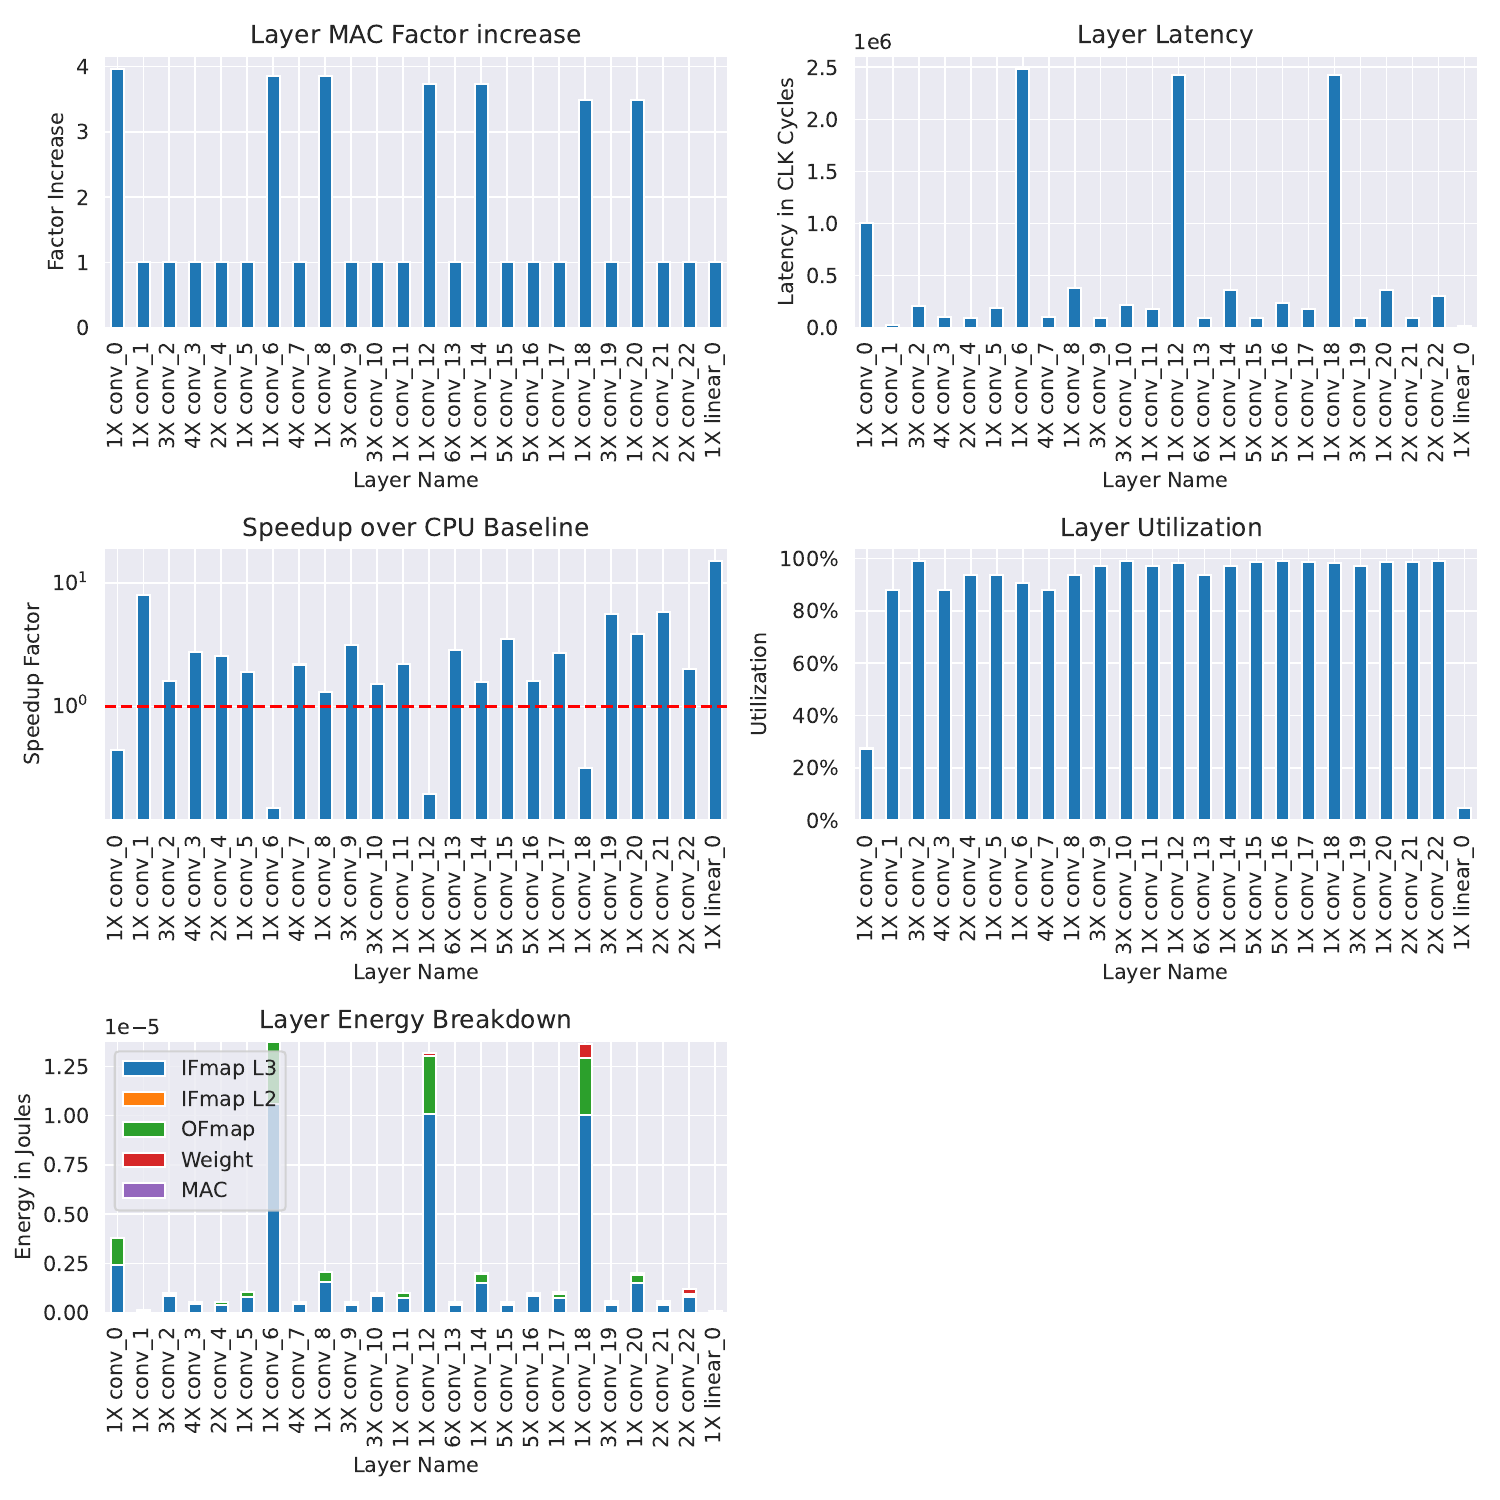 Layer MAC Factor increase
Factor Increase
4
3
2
1
0
1X conv_0
1X conv_1
3X conv_2
4X conv_3
2X conv_4
1X conv_5
1X conv_6
4X conv_7
1X conv_8
3X conv_9
3X conv_10
1X conv_11
1X conv_12
6X conv_13
1X conv_14
5X conv_15
5X conv_16
1X conv_17
1X conv_18
3X conv_19
1X conv_20
2X conv_21
2X conv_22
1X linear_0
Layer Name
Layer Latency
1e6
Latency in CLK Cycles
2.5
2.0
1.5
1.0
0.5
0.0
1X conv_0
1X conv_1
3X conv_2
4X conv_3
2X conv_4
1X conv_5
1X conv_6
4X conv_7
1X conv_8
3X conv_9
3X conv_10
1X conv_11
1X conv_12
6X conv_13
1X conv_14
5X conv_15
5X conv_16
1X conv_17
1X conv_18
3X conv_19
1X conv_20
2X conv_21
2X conv_22
1X linear_0
Layer Name
Speedup over CPU Baseline
Speedup Factor
10¹
10⁰
1X conv_0
1X conv_1
3X conv_2
4X conv_3
2X conv_4
1X conv_5
1X conv_6
4X conv_7
1X conv_8
3X conv_9
3X conv_10
1X conv_11
1X conv_12
6X conv_13
1X conv_14
5X conv_15
5X conv_16
1X conv_17
1X conv_18
3X conv_19
1X conv_20
2X conv_21
2X conv_22
1X linear_0
Layer Name
Layer Utilization
Utilization
100%
80%
60%
40%
20%
0%
1X conv_0
1X conv_1
3X conv_2
4X conv_3
2X conv_4
1X conv_5
1X conv_6
4X conv_7
1X conv_8
3X conv_9
3X conv_10
1X conv_11
1X conv_12
6X conv_13
1X conv_14
5X conv_15
5X conv_16
1X conv_17
1X conv_18
3X conv_19
1X conv_20
2X conv_21
2X conv_22
1X linear_0
Layer Name
Layer Energy Breakdown
1e−5
Energy in Joules
1.25
1.00
0.75
0.50
0.25
0.00
IFmap L3
IFmap L2
OFmap
Weight
MAC
1X conv_0
1X conv_1
3X conv_2
4X conv_3
2X conv_4
1X conv_5
1X conv_6
4X conv_7
1X conv_8
3X conv_9
3X conv_10
1X conv_11
1X conv_12
6X conv_13
1X conv_14
5X conv_15
5X conv_16
1X conv_17
1X conv_18
3X conv_19
1X conv_20
2X conv_21
2X conv_22
1X linear_0
Layer Name